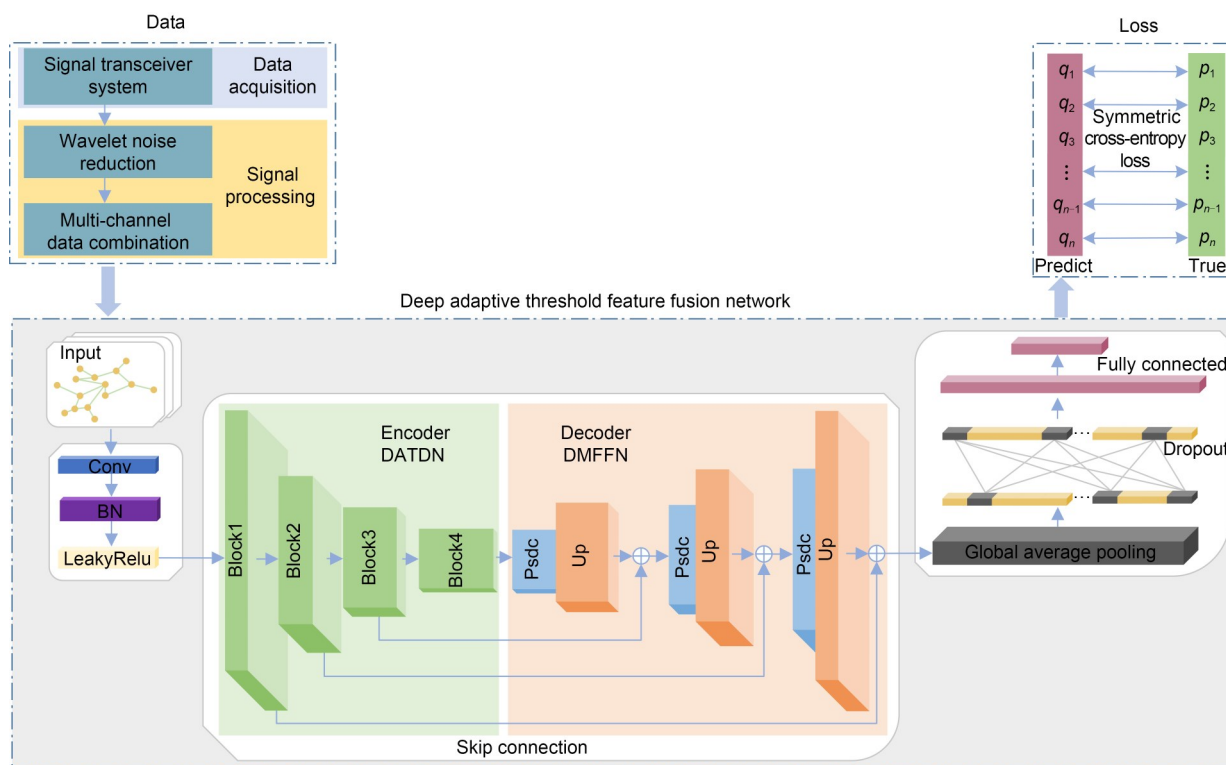 Data
Signal transceiver
system
Data
acquisition
Wavelet noise
reduction
Signal
processing
Multi-channel
data combination
Loss
q1
p1
q2
p2
Symmetric
cross-entropy
loss
q3
p3
⋮
⋮
qn−1
pn−1
qn
pn
Predict
True
Deep adaptive threshold feature fusion network
Input
Conv
BN
LeakyRelu
Encoder
DATDN
Block1
Block2
Block3
Block4
Decoder
DMFFN
Psdc
Up
Psdc
Up
Psdc
Up
Skip connection
Fully connected
...
Dropout
...
Global average pooling